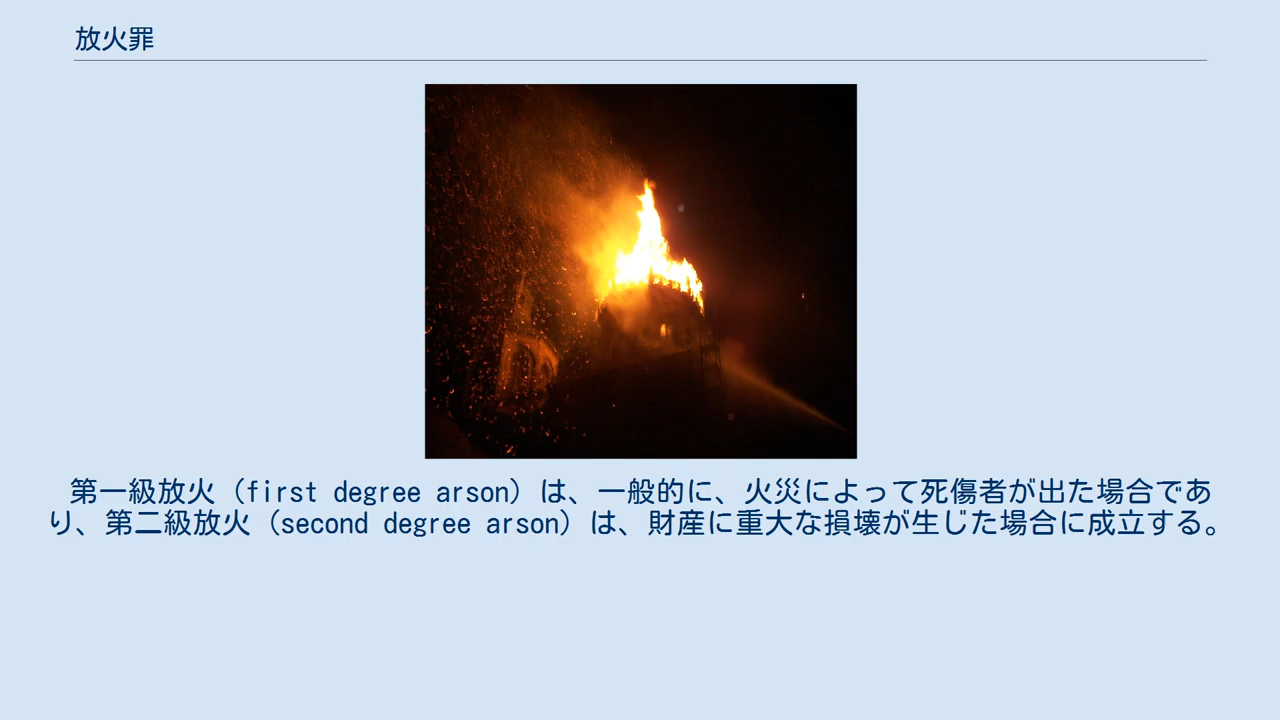 放火罪
第一級放火（first degree arson）は、一般的に、火災によって死傷者が出た場合であ
り、第二級放火（second degree arson）は、財産に重大な損壊が生じた場合に成立する。